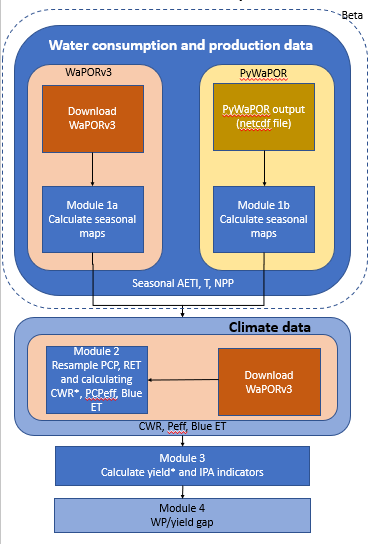 Beta
Water consumption and production data
WaPORv3
PyWaPOR
Download
WaPORv3
PyWaPOR output
(netcdf file)
Module 1a
Calculate seasonal
maps
Module 1b
Calculate seasonal
maps
Seasonal AETI, T, NPP
Climate data
Module 2
Resample PCP, RET
and calculating
CWR*, PCPeff, Blue
ET
Download
WaPORv3
CWR, Peff, Blue ET
Module 3
Calculate yield* and IPA indicators
Module 4
WP/yield gap